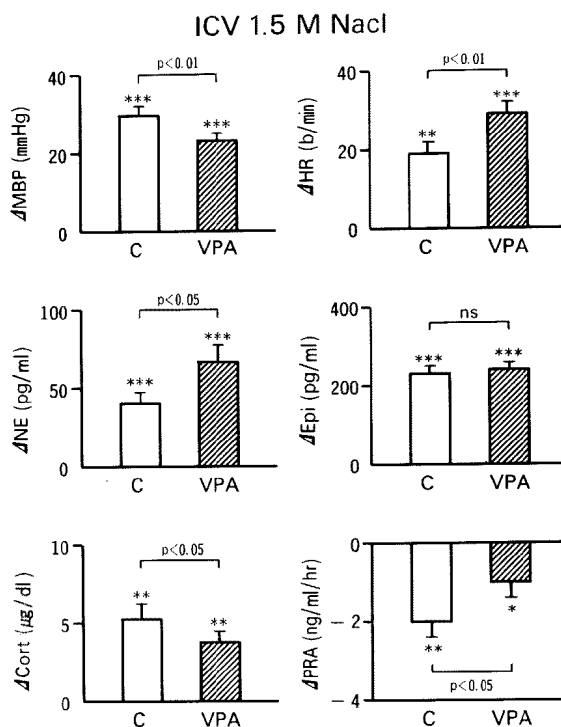 ICV 1.5 M Nacl
p<0.01
***
***
40
20
0
ΔMBP (mmHg)
C VPA
p<0.01
**
***
40
20
0
ΔHR (b/min)
C VPA
p<0.05
***
***
100
50
0
ΔNE (pg/ml)
C VPA
ns
***
***
400
200
0
ΔEpi (pg/ml)
C VPA
p<0.05
**
**
10
5
0
ΔCort (μg/dl)
C VPA
0
-2
-4
ΔPRA (ng/ml/hr)
**
*
p<0.05
C VPA